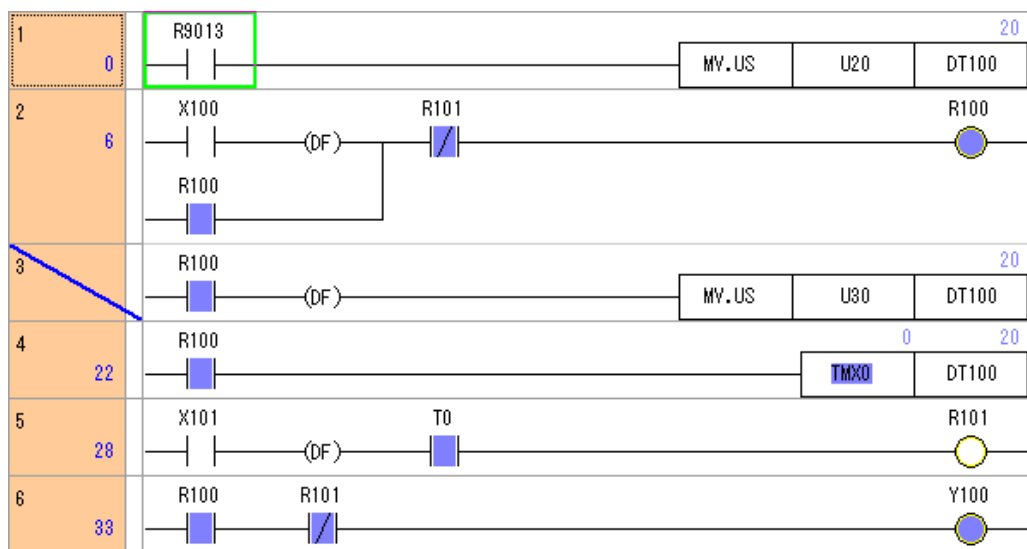 1 R9013 20
0 MV.US U20 DT100
2 X100 R101 R100
6 (DF)
R100
3 R100 20
(DF) MV.US U30 DT100
4 R100 0 20
22 TMX0 DT100
5 X101 T0 R101
28 (DF)
6 R100 R101 Y100
33